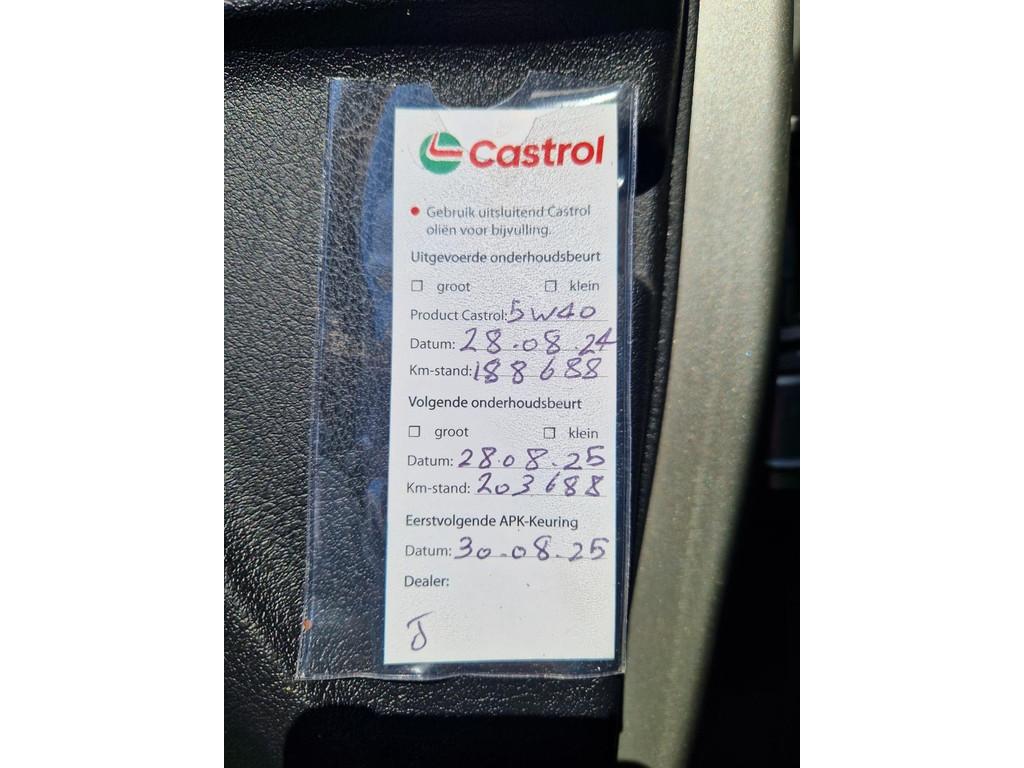 Castrol
Gebruik uitsluitend Castrol
oliën voor bijvulling.
Uitgevoerde onderhoudsbeurt
groot klein
Product Castrol: 5W40
Datum: 28.08.24
Km-stand: 188688
Volgende onderhoudsbeurt
groot klein
Datum: 28.08.25
Km-stand: 203688
Eerstvolgende APK-Keuring
Datum: 30.08.25
Dealer:
J